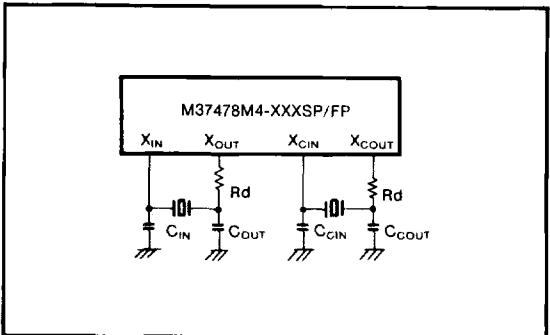 M37478M4-XXXSP/FP
XIN XOUT XCIN XCOUT
Rd Rd
CIN COUT CCIN CCOUT